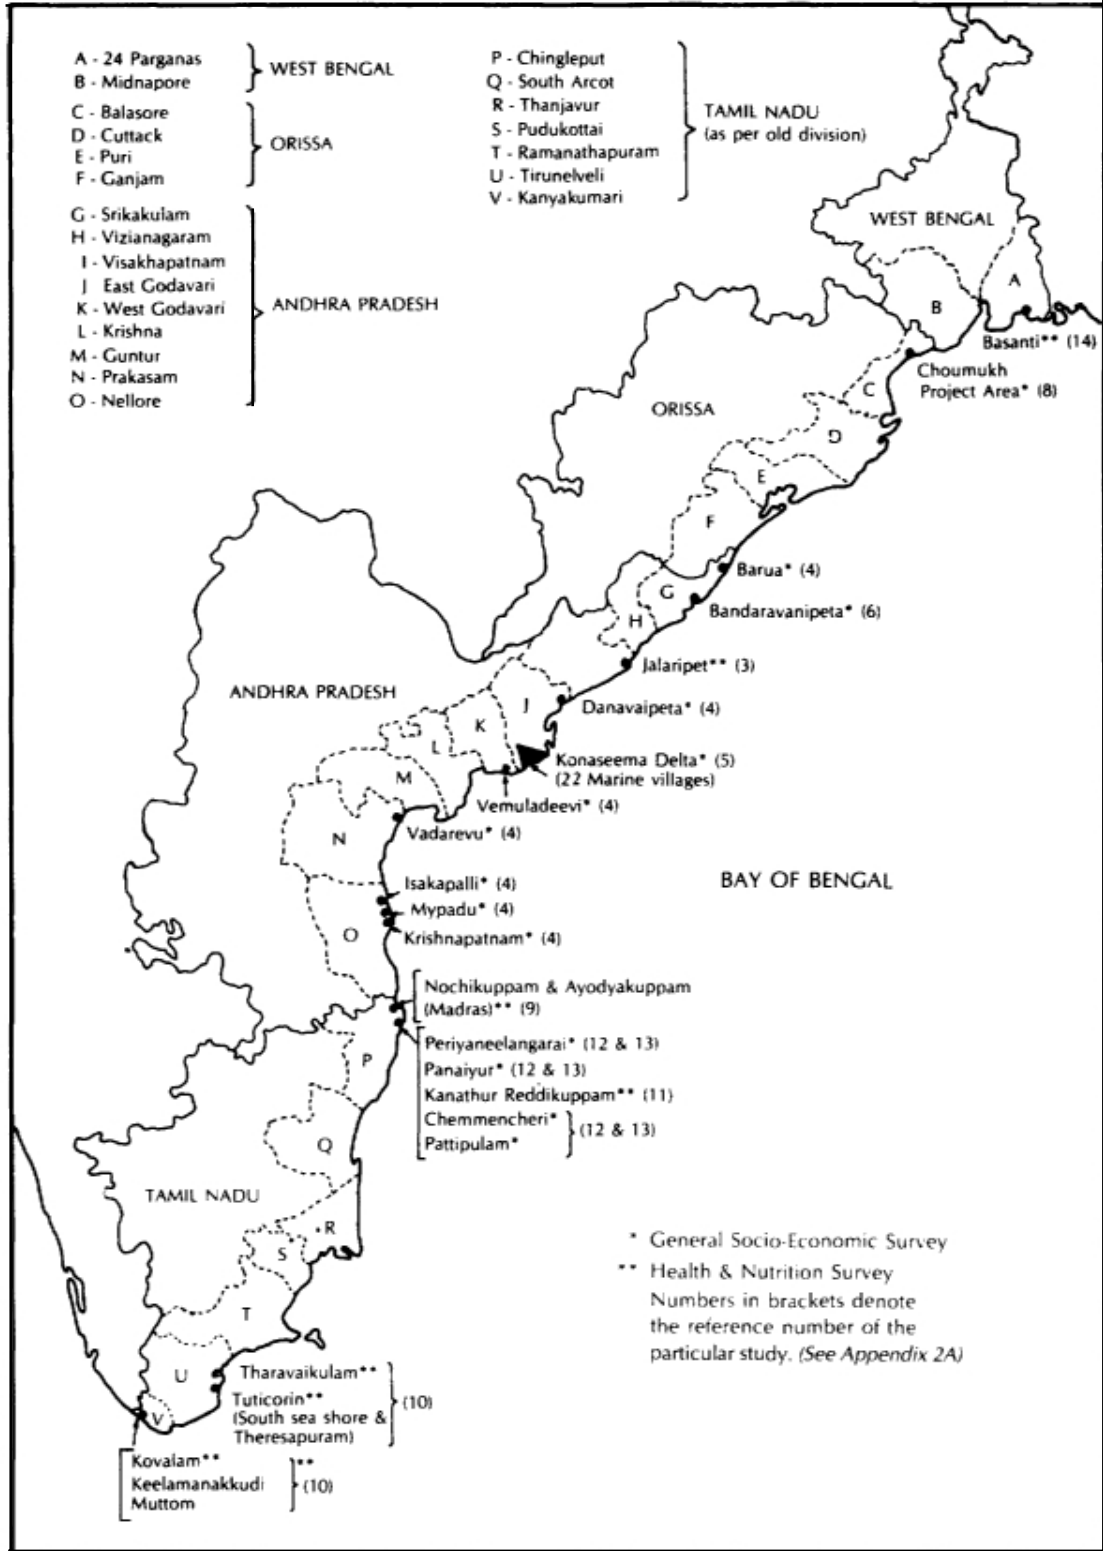 A - 24 Parganas
B - Midnapore
WEST BENGAL
C - Balasore
D - Cuttack
E - Puri
F - Ganjam
ORISSA
G - Srikakulam
H - Vizianagaram
I - Visakhapatnam
J East Godavari
K - West Godavari
L - Krishna
M - Guntur
N - Prakasam
O - Nellore
ANDHRA PRADESH
P - Chingleput
Q - South Arcot
R - Thanjavur
S - Pudukottai
T - Ramanathapuram
U - Tirunelveli
V - Kanyakumari
TAMIL NADU
(as per old division)
WEST BENGAL
A
B
Basanti** (14)
Choumukh
Project Area* (8)
C
ORISSA
D
E
F
Barua* (4)
G
Bandaravanipeta* (6)
H
Jalaripet** (3)
ANDHRA PRADESH
J
Danavaipeta* (4)
K
L
Konaseema Delta* (5)
(22 Marine villages)
M
Vemuladeevi* (4)
N
Vadarevu* (4)
BAY OF BENGAL
Isakapalli* (4)
Mypadu* (4)
O
Krishnapatnam* (4)
Nochikuppam & Ayodyakuppam
(Madras)** (9)
P
Periyaneelangarai* (12 & 13)
Panaiyur* (12 & 13)
Kanathur Reddikuppam** (11)
Chemmencheri*
Pattipulam*
(12 & 13)
Q
TAMIL NADU
R
S
T
U
Tharavaikulam**
Tuticorin**
(South sea shore &
Theresapuram)
(10)
V
Kovalam**
Keelamanakkudi
Muttom
**
(10)
* General Socio-Economic Survey
** Health & Nutrition Survey
Numbers in brackets denote
the reference number of the
particular study. (See Appendix 2A)